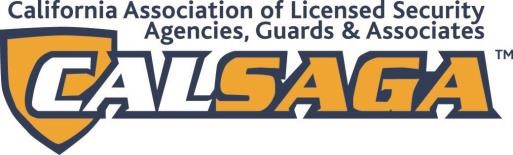 California Association of Licensed Security
Agencies, Guards & Associates
CALSAGA™